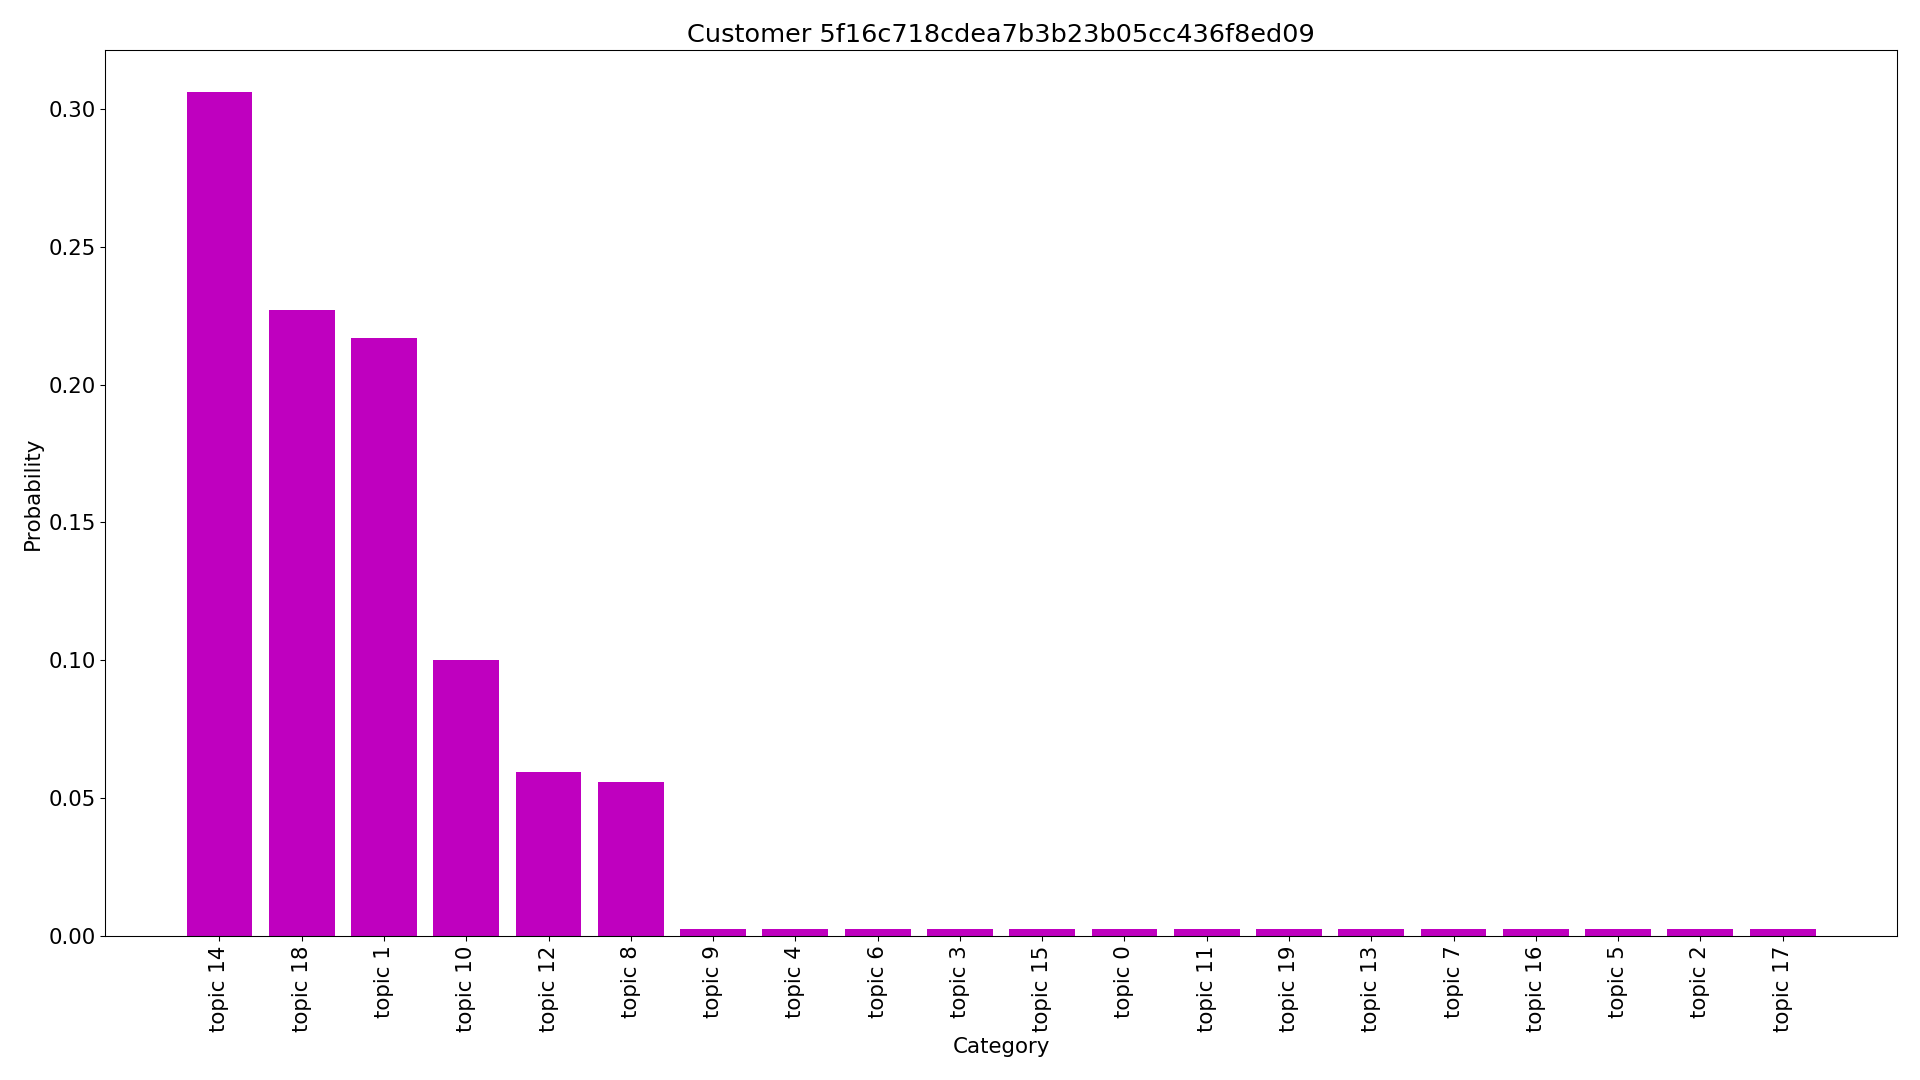 Customer 5f16c718cdea7b3b23b05cc436f8ed09
Probability
0.30
0.25
0.20
0.15
0.10
0.05
0.00
topic 14
topic 18
topic 1
topic 10
topic 12
topic 8
topic 9
topic 4
topic 6
topic 3
topic 15
topic 0
topic 11
topic 19
topic 13
topic 7
topic 16
topic 5
topic 2
topic 17
Category